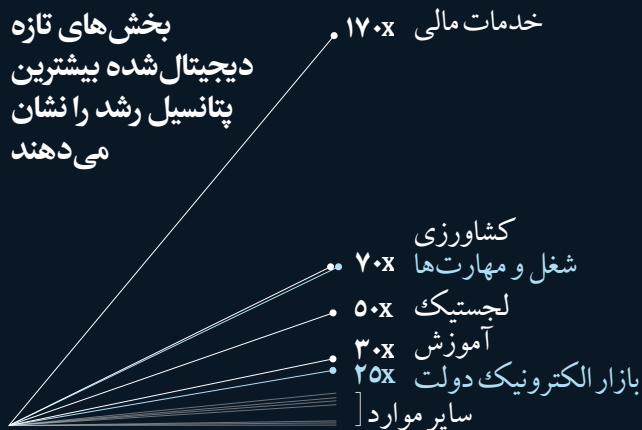 بخش‌های تازه
دیجیتال‌شده بیشترین
پتانسیل رشد را نشان
می‌دهند
خدمات مالی ۱۷۰x
کشاورزی
شغل و مهارت‌ها ۷۰x
لجستیک ۵۰x
آموزش ۳۰x
بازار الکترونیک دولت ۲۵x
سایر موارد